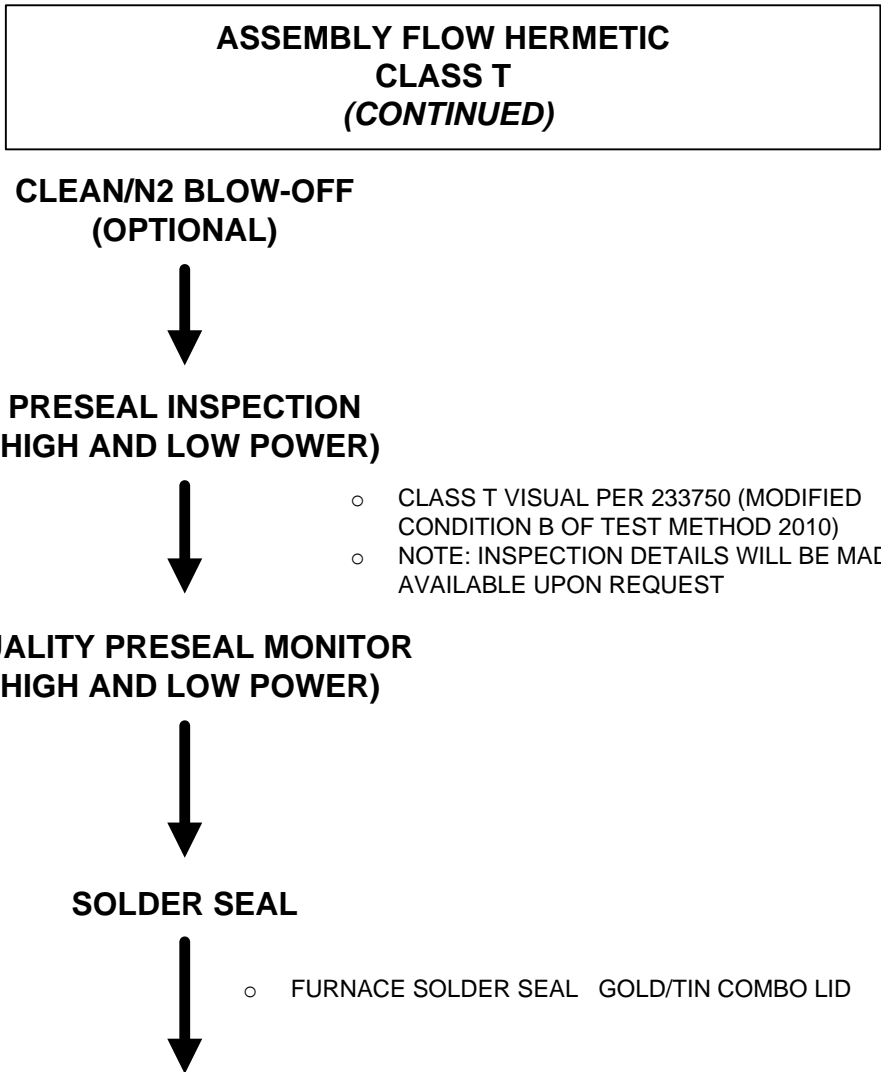 ASSEMBLY FLOW HERMETIC
CLASS T
(CONTINUED)
CLEAN/N2 BLOW-OFF
(OPTIONAL)
PRESEAL INSPECTION
HIGH AND LOW POWER)
o CLASS T VISUAL PER 233750 (MODIFIED
CONDITION B OF TEST METHOD 2010)
o NOTE: INSPECTION DETAILS WILL BE MAD
AVAILABLE UPON REQUEST
UALITY PRESEAL MONITOR
HIGH AND LOW POWER)
SOLDER SEAL
o FURNACE SOLDER SEAL GOLD/TIN COMBO LID